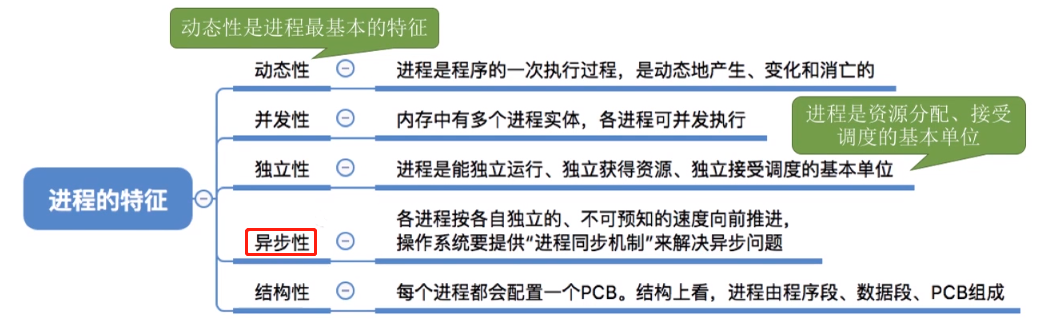 动态性是进程最基本的特征
动态性
进程是程序的一次执行过程，是动态地产生、变化和消亡的
并发性
内存中有多个进程实体，各进程可并发执行
进程是资源分配、接受
调度的基本单位
独立性
进程是能独立运行、独立获得资源、独立接受调度的基本单位
进程的特征
异步性
各进程按各自独立的、不可预知的速度向前推进，
操作系统要提供“进程同步机制”来解决异步问题
结构性
每个进程都会配置一个PCB。结构上看，进程由程序段、数据段、PCB组成